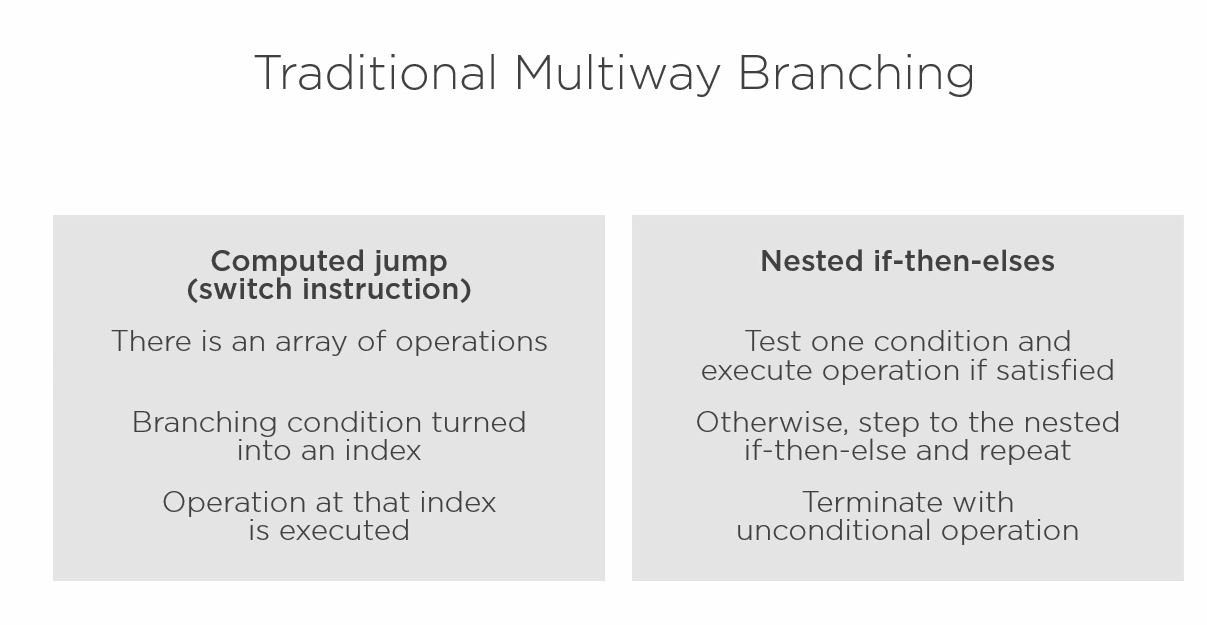 Traditional Multiway Branching
Computed jump
(switch instruction)
There is an array of operations
Branching condition turned
into an index
Operation at that index
is executed
Nested if-then-elses
Test one condition and
execute operation if satisfied
Otherwise, step to the nested
if-then-else and repeat
Terminate with
unconditional operation